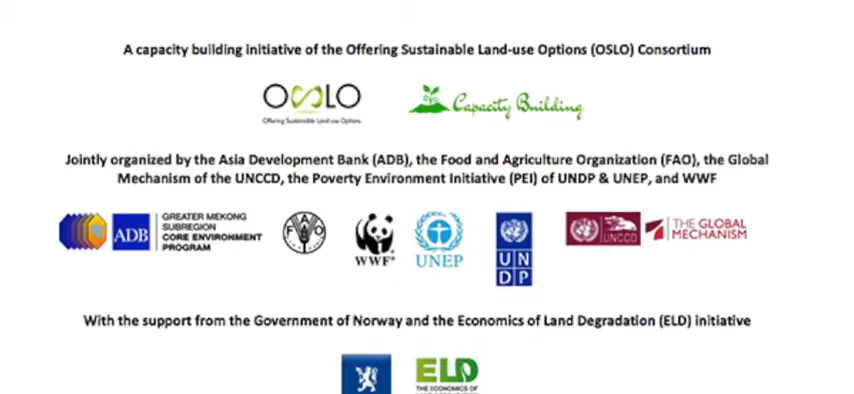 A capacity building initiative of the Offering Sustainable Land-use Options (OSLO) Consortium
OSLO
Offering Sustainable Land-use Options
Capacity Building
Jointly organized by the Asia Development Bank (ADB), the Food and Agriculture Organization (FAO), the Global
Mechanism of the UNCCD, the Poverty Environment Initiative (PEI) of UNDP & UNEP, and WWF
ADB
GREATER MEKONG
SUBREGION
CORE ENVIRONMENT
PROGRAM
FAO
WWF®
UNEP
UN
DP
UNCCD
THE GLOBAL
MECHANISM
With the support from the Government of Norway and the Economics of Land Degradation (ELD) initiative
ELD
THE ECONOMICS OF